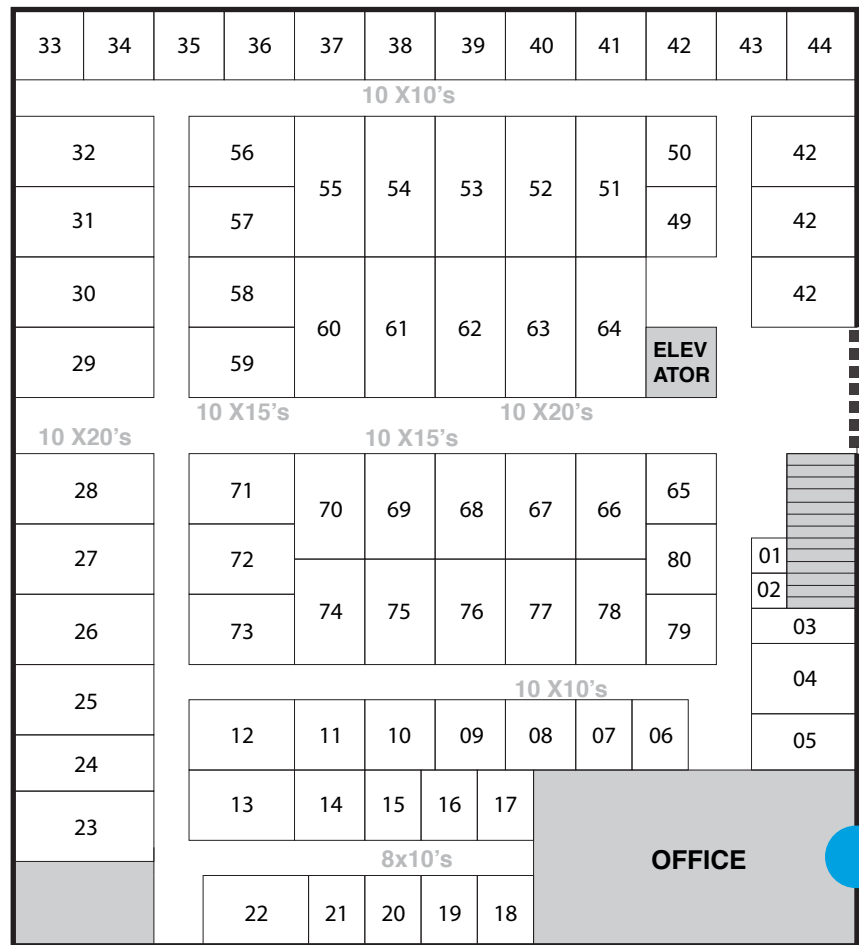 33 34 35 36 37 38 39 40 41 42 43 44
10 X10's
32 56 55 54 53 52 51 50 42
31 57 49 42
30 58 60 61 62 63 64 42
29 59 ELEV
ATOR
10 X15's 10 X20's
10 X20's 10 X15's
28 71 70 69 68 67 66 65
27 72 80 01
02
26 73 74 75 76 77 78 79 03
04
10 X10's
25 12 11 10 09 08 07 06 05
24
23 13 14 15 16 17
8x10's OFFICE
22 21 20 19 18